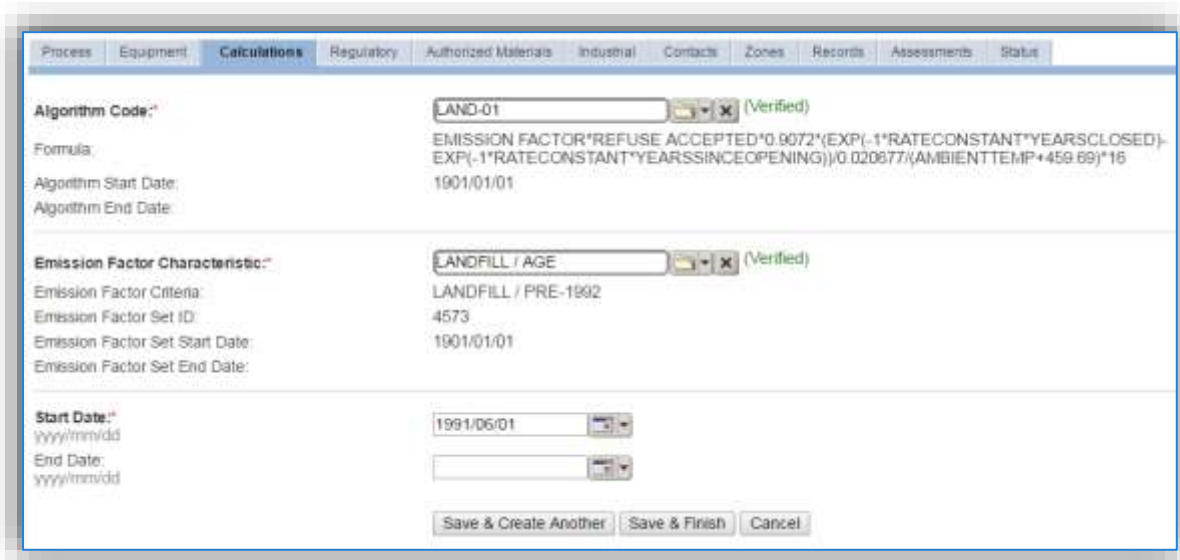 Process Equipment Calculations Regulatory Authorized Materials Industrial Contacts Zones Records Assessments Status
Algorithm Code:* LAND-01 (Verified)
Formula: EMISSION FACTOR*REFUSE ACCEPTED*0.9072*(EXP(-1*RATECONSTANT*YEARSCLOSED)-
EXP(-1*RATECONSTANT*YEARSSINCEOPENING))/0.020677/(AMBIENTTEMP+459.69)*16
Algorithm Start Date: 1901/01/01
Algorithm End Date:
Emission Factor Characteristic:* LANDFILL / AGE (Verified)
Emission Factor Criteria: LANDFILL / PRE-1992
Emission Factor Set ID: 4573
Emission Factor Set Start Date: 1901/01/01
Emission Factor Set End Date:
Start Date:* 1991/06/01
yyyy/mm/dd
End Date:
yyyy/mm/dd
Save & Create Another Save & Finish Cancel